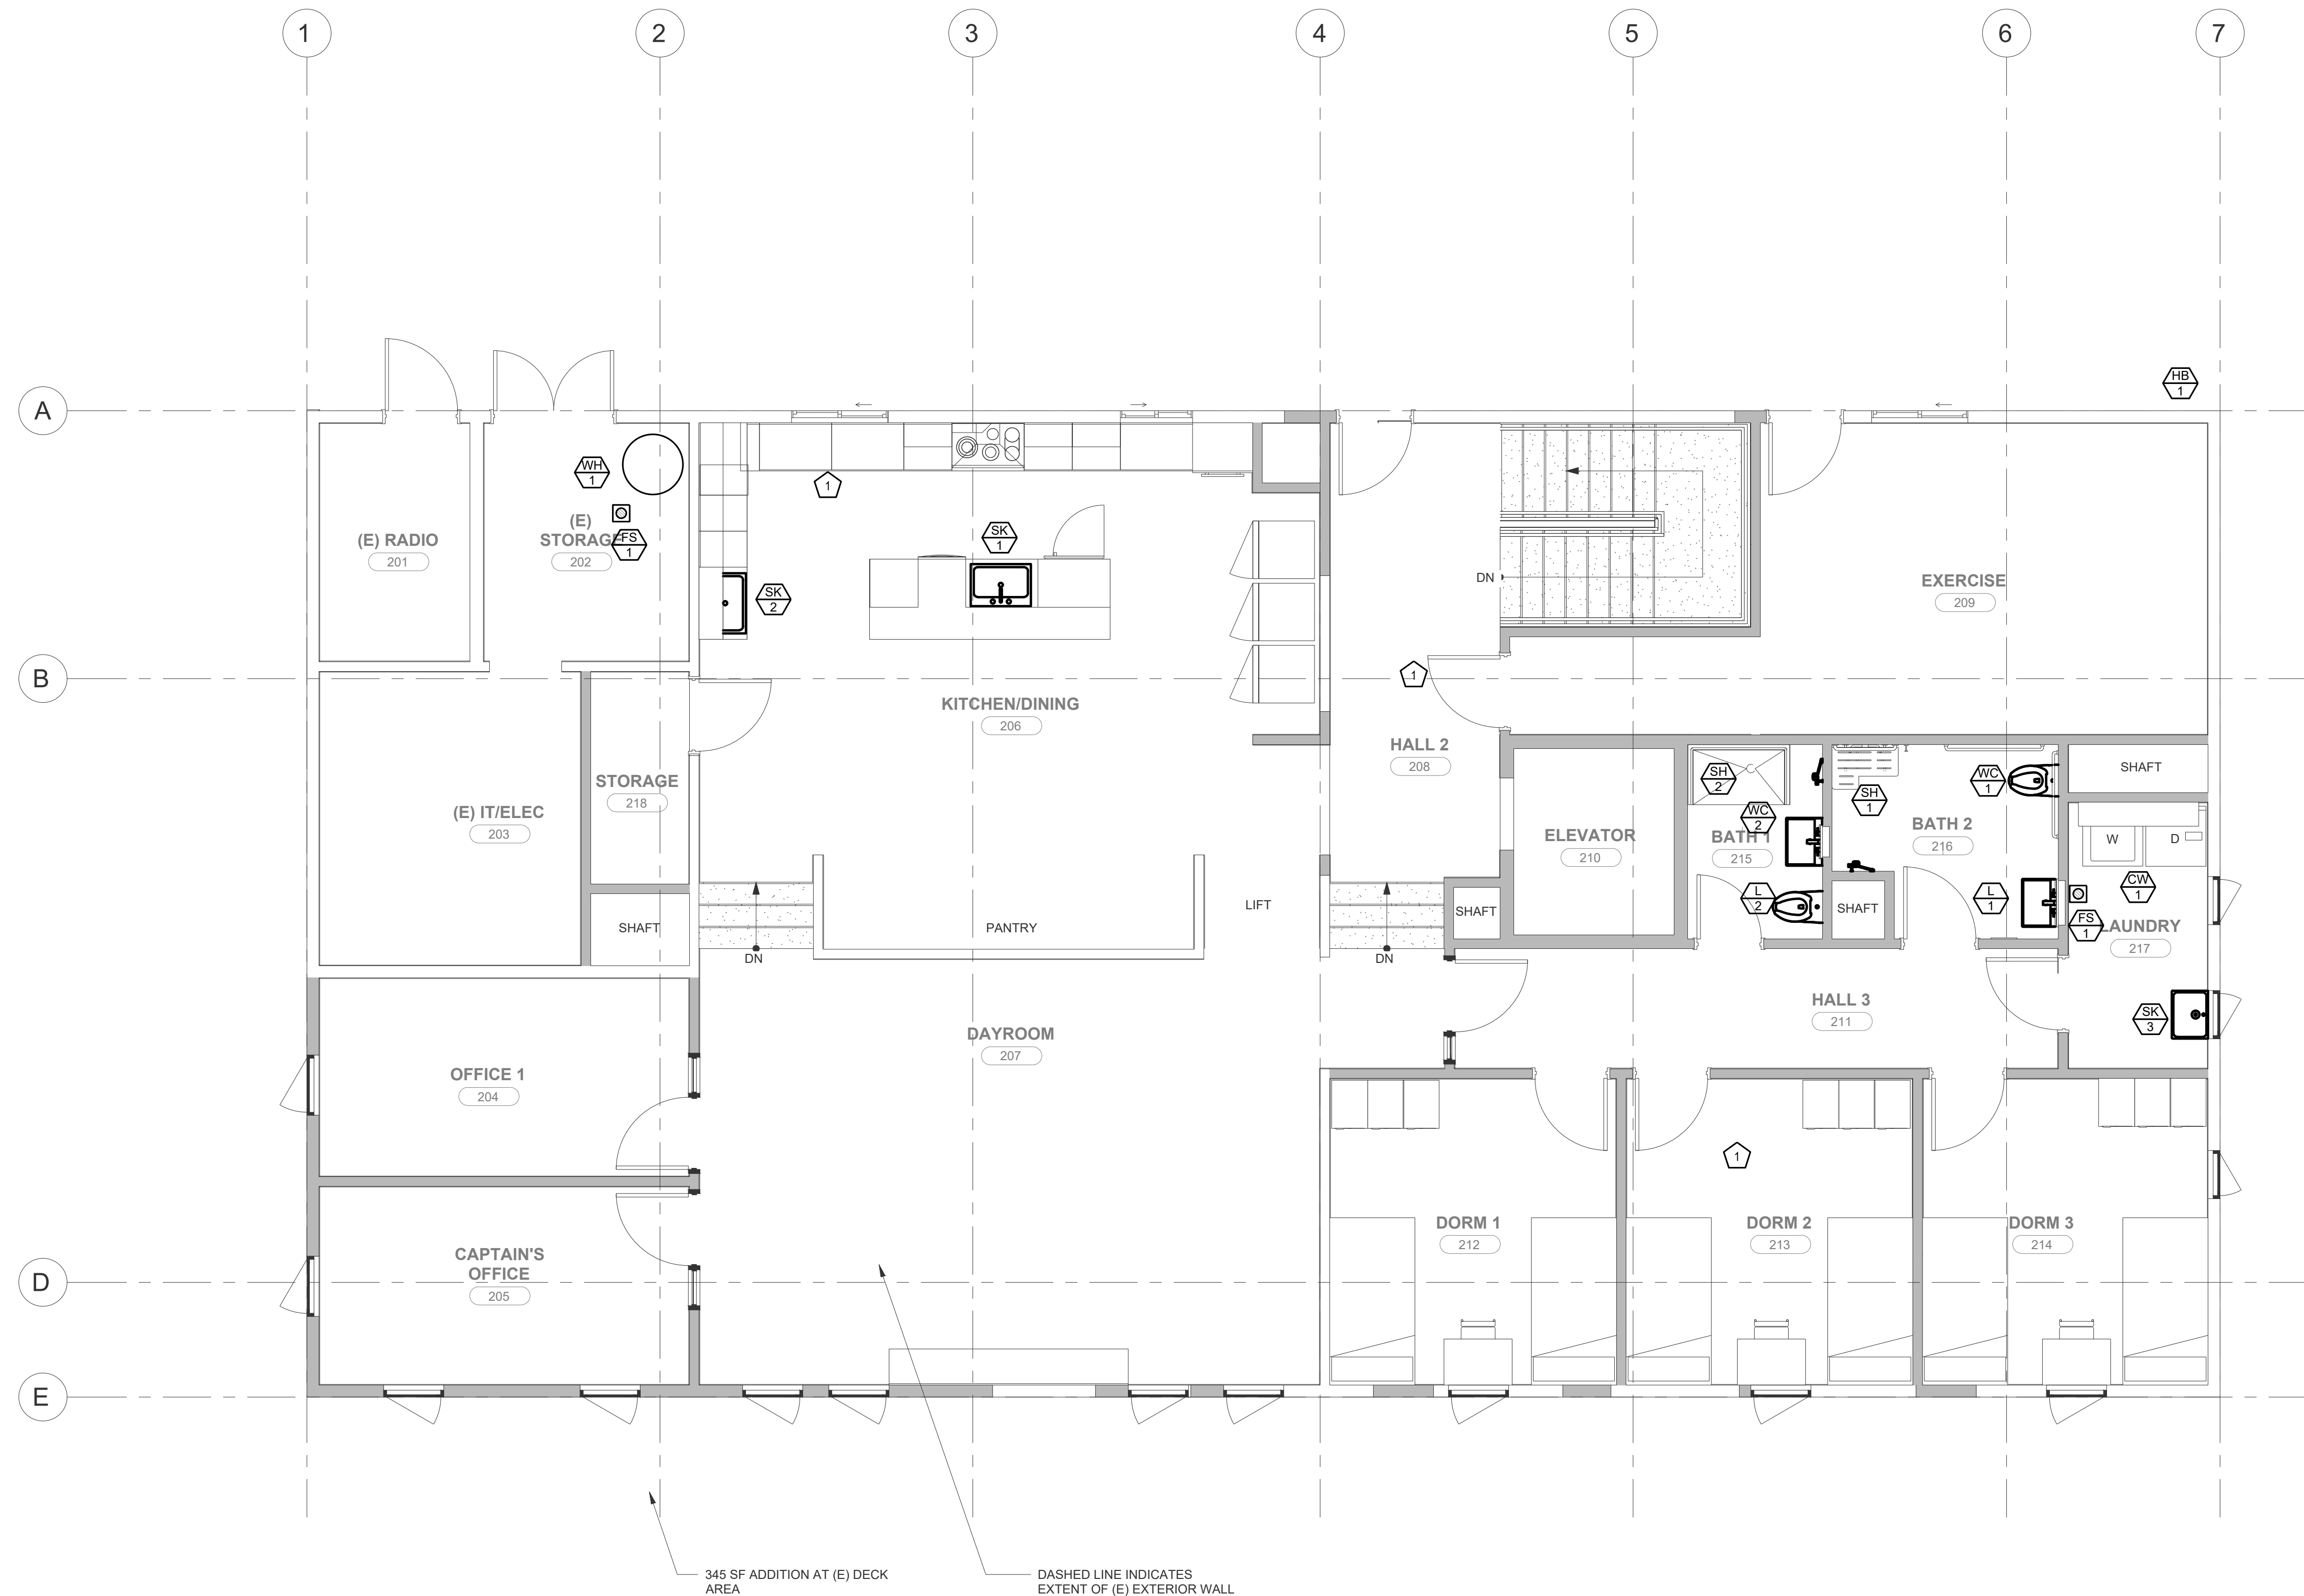 1
2
3
4
5
6
7
A
HB
1
WH
1
(E)
STORAGE
202
FS
1
(E) RADIO
201
1
SK
1
SK
2
DN
EXERCISE
209
B
1
KITCHEN/DINING
206
HALL 2
208
STORAGE
218
(E) IT/ELEC
203
SH
2
WC
2
BATH 1
215
SH
1
WC
1
BATH 2
216
SHAFT
ELEVATOR
210
W
D
CW
1
L
2
L
1
SHAFT
FS
1
LAUNDRY
217
SHAFT
PANTRY
LIFT
SHAFT
DN
DN
HALL 3
211
SK
3
DAYROOM
207
OFFICE 1
204
1
DORM 1
212
DORM 2
213
DORM 3
214
CAPTAIN'S
OFFICE
205
D
E
345 SF ADDITION AT (E) DECK
AREA
DASHED LINE INDICATES
EXTENT OF (E) EXTERIOR WALL